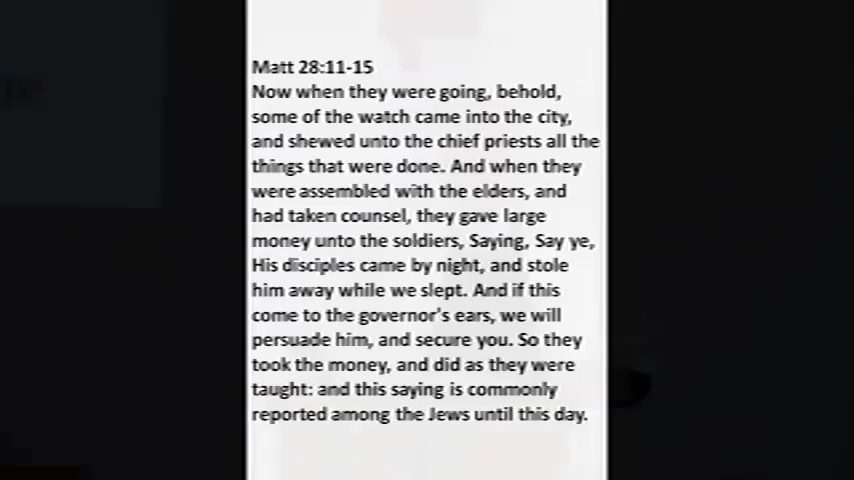 Matt 28:11-15
Now when they were going, behold,
some of the watch came into the city,
and shewed unto the chief priests all the
things that were done. And when they
were assembled with the elders, and
had taken counsel, they gave large
money unto the soldiers, Saying, Say ye,
His disciples came by night, and stole
him away while we slept. And if this
come to the governor's ears, we will
persuade him, and secure you. So they
took the money, and did as they were
taught: and this saying is commonly
reported among the Jews until this day.